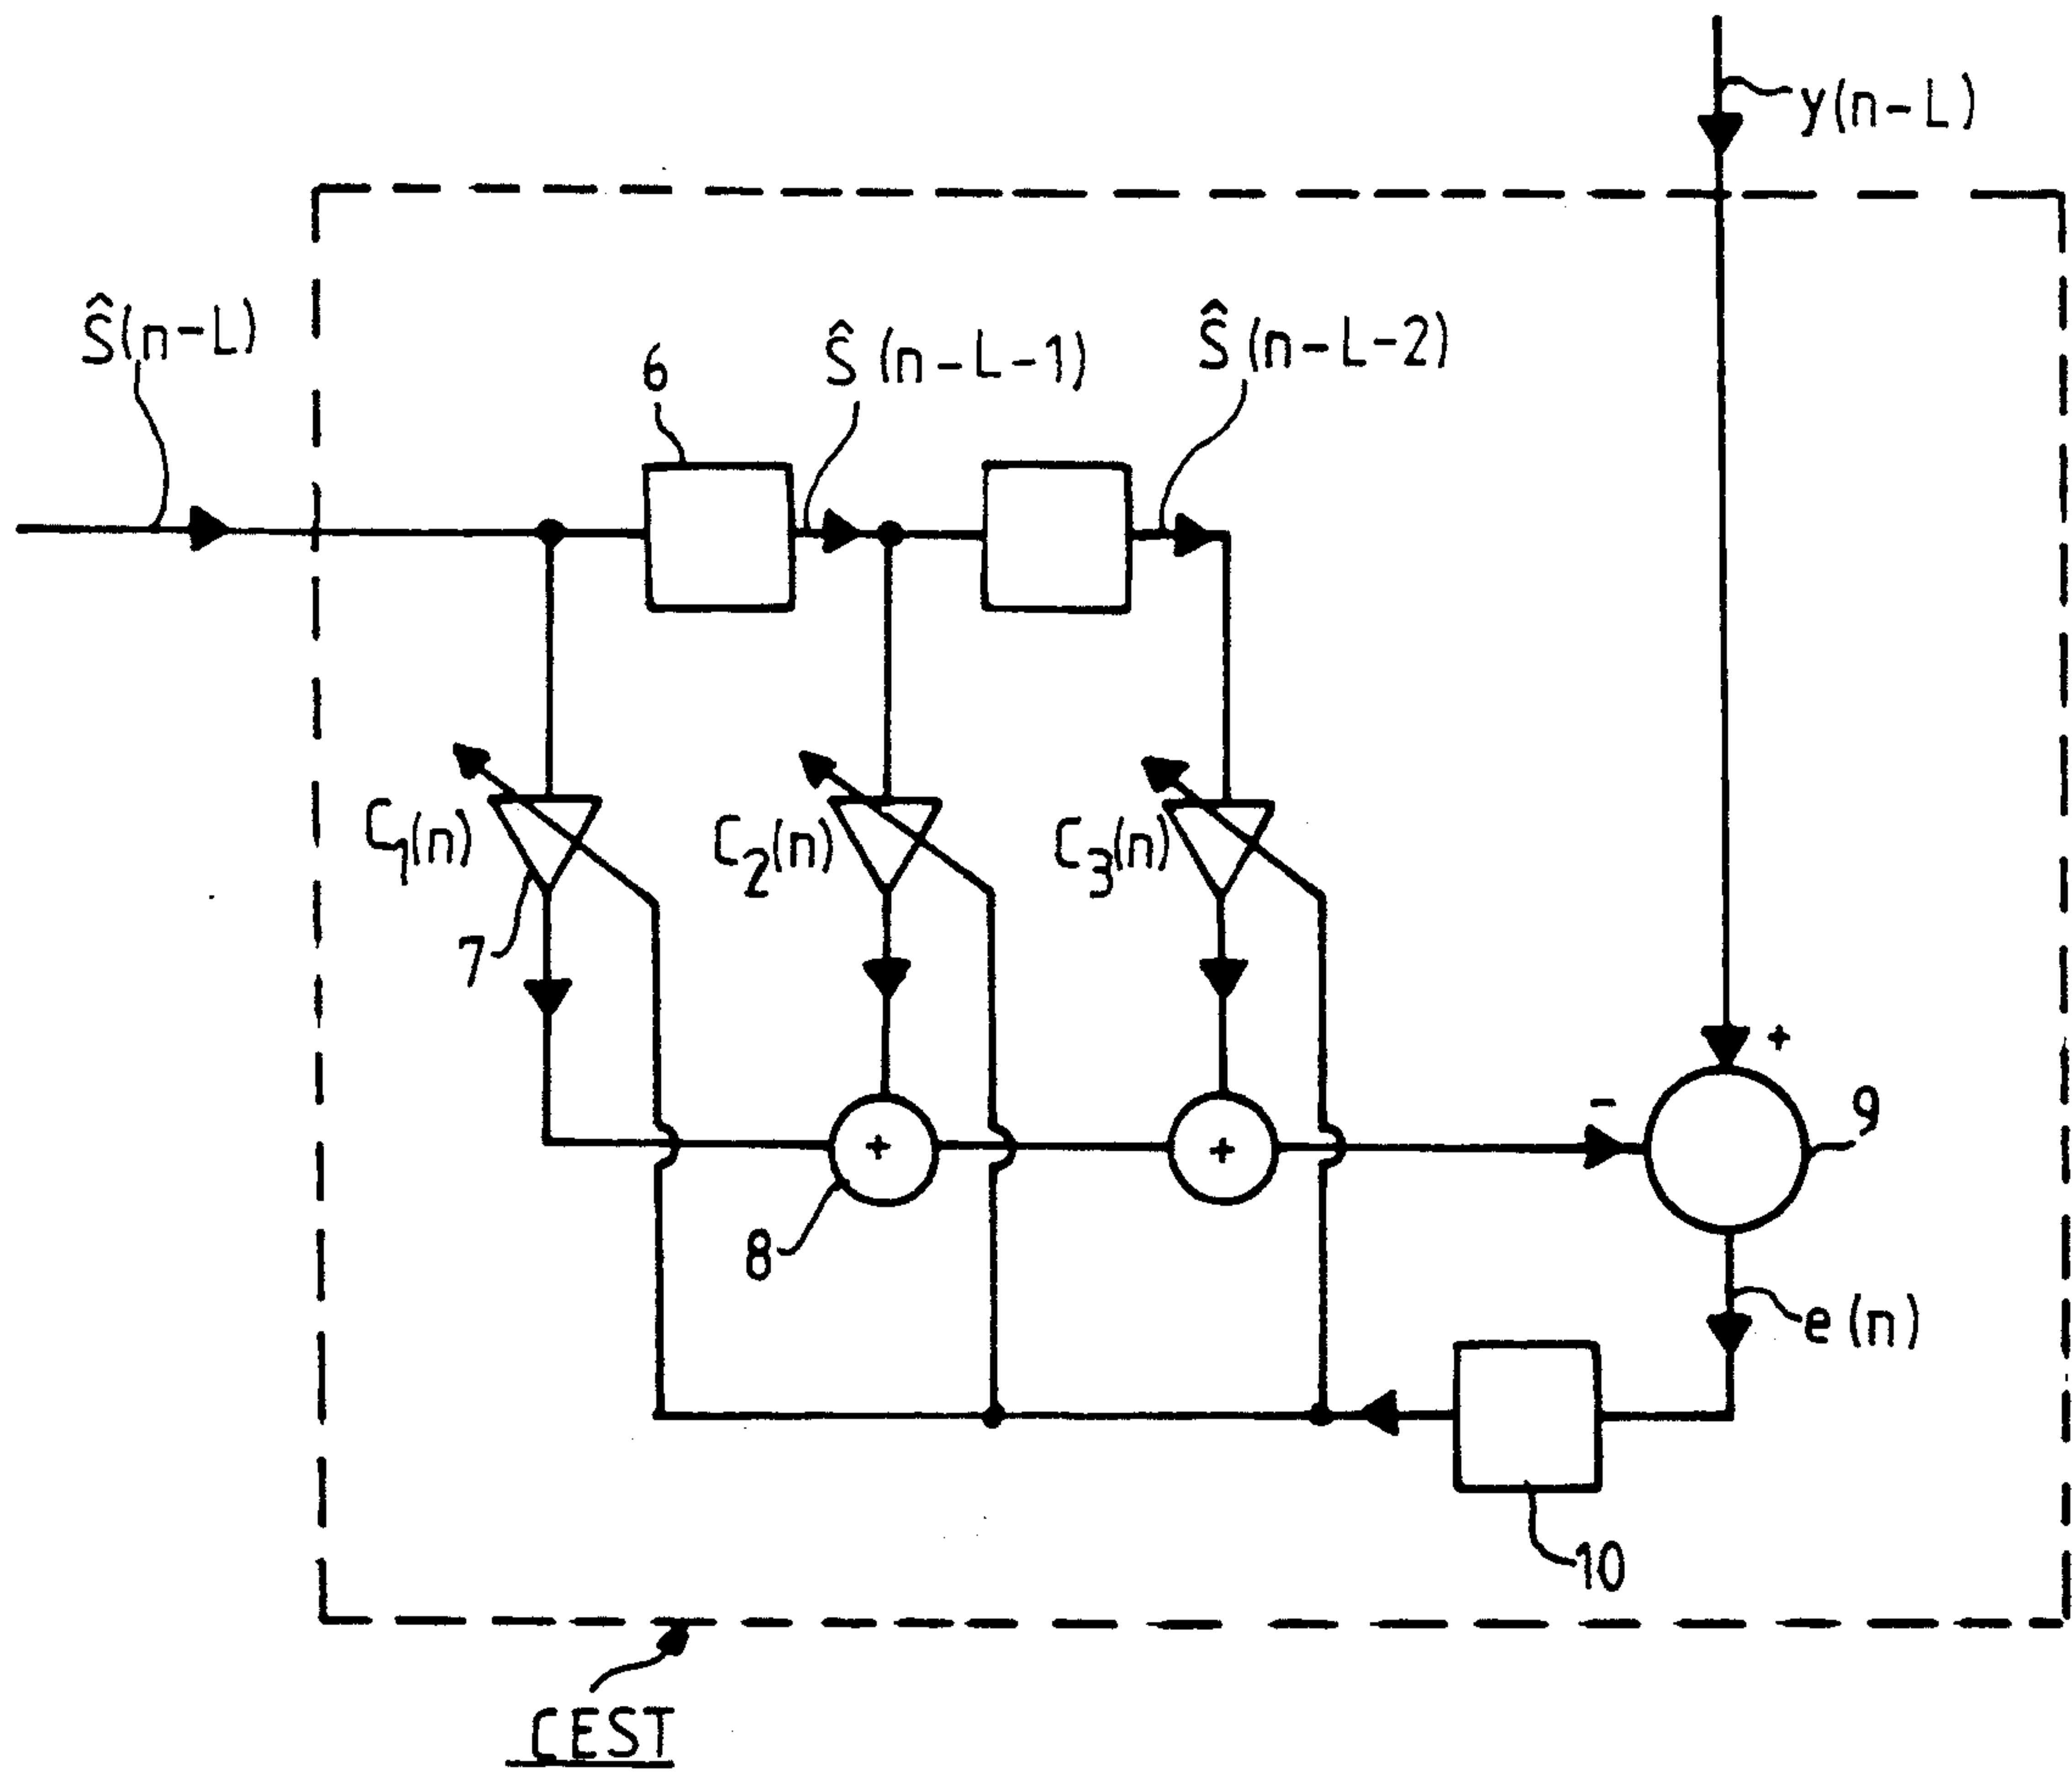 y(n-L)
Ŝ(n-L)
6
Ŝ(n-L-1)
Ŝ(n-L-2)
C₁(n)
C₂(n)
C₃(n)
7
+
-
9
+
+
8
e(n)
10
CEST